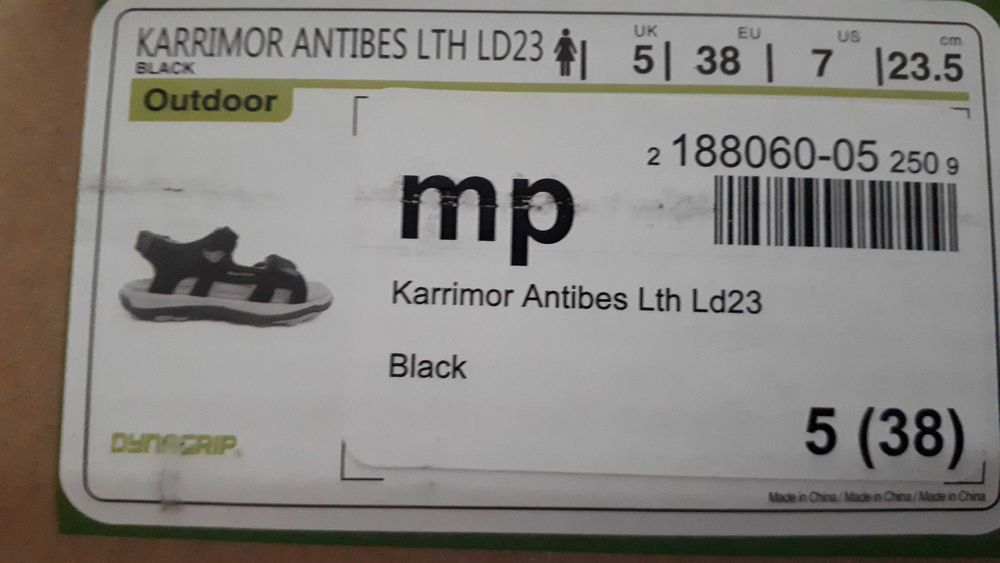 KARRIMOR ANTIBES LTH LD23
BLACK
UK EU US cm
5 38 7 23.5
Outdoor
2 188060-05 250 9
mp
Karrimor Antibes Lth Ld23
Black
5 (38)
DYNAGRIP®
Made in China / Made in China / Made in China